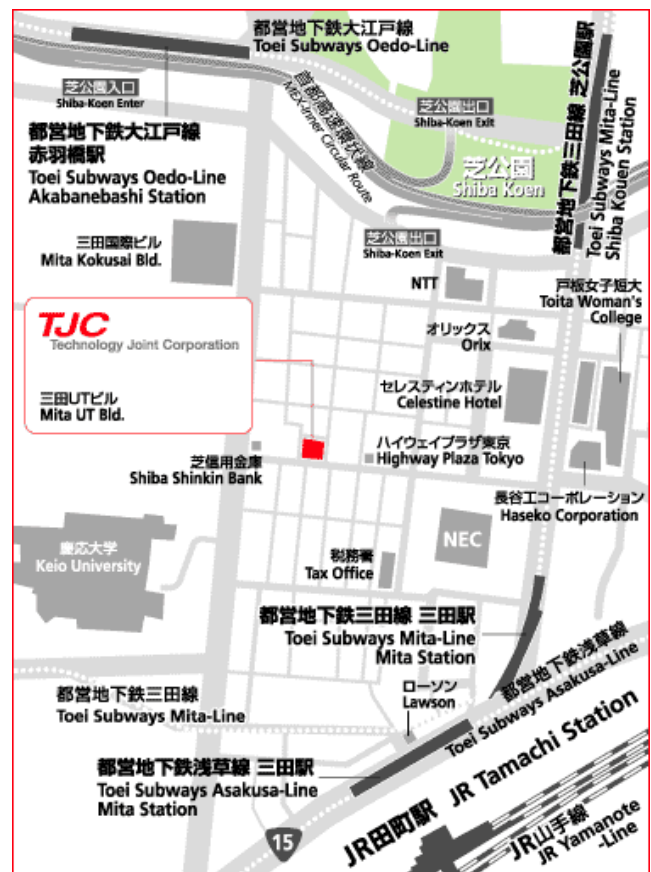 都営地下鉄大江戸線
Toei Subways Oedo-Line
芝公園入口
Shiba-Koen Enter
首都高速環状線
MEX-Inner Circular Route
芝公園出口
Shiba-Koen Exit
都営地下鉄三田線 芝公園駅
Toei Subways Mita-Line
Shiba Kouen Station
都営地下鉄大江戸線
赤羽橋駅
Toei Subways Oedo-Line
Akabanebashi Station
芝公園
Shiba Koen
三田国際ビル
Mita Kokusai Bld.
芝公園出口
Shiba-Koen Exit
NTT
戸板女子短大
Toita Woman's
College
TJC
Technology Joint Corporation
三田UTビル
Mita UT Bld.
オリックス
Orix
セレスティンホテル
Celestine Hotel
芝信用金庫
Shiba Shinkin Bank
ハイウェイプラザ東京
Highway Plaza Tokyo
長谷工コーポレーション
Haseko Corporation
慶応大学
Keio University
税務署
Tax Office
NEC
都営地下鉄三田線 三田駅
Toei Subways Mita-Line
Mita Station
都営地下鉄浅草線
Toei Subways Asakusa-Line
都営地下鉄三田線
Toei Subways Mita-Line
ローソン
Lawson
都営地下鉄浅草線 三田駅
Toei Subways Asakusa-Line
Mita Station
15
JR田町駅 JR Tamachi Station
JR山手線
JR Yamanote
-Line